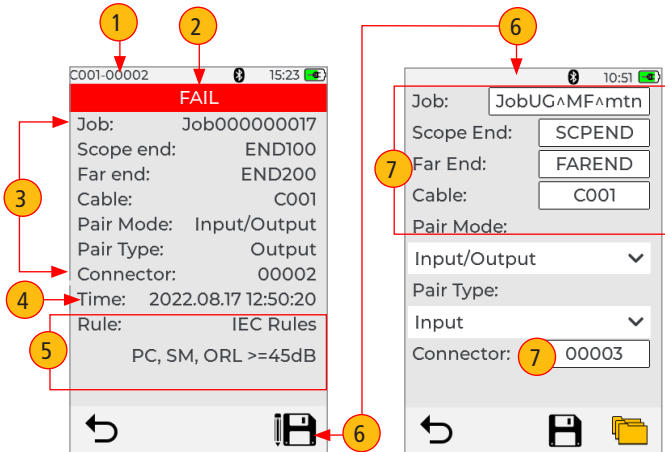 1
2
6
C001-00002 15:23
FAIL
Job: Job000000017
Scope end: END100
Far end: END200
Cable: C001
Pair Mode: Input/Output
Pair Type: Output
Connector: 00002
Time: 2022.08.17 12:50:20
Rule: IEC Rules
PC, SM, ORL >=45dB
3
4
5
6
10:51
Job: JobUG^MF^mtn
Scope End: SCPEND
Far End: FAREND
Cable: C001
Pair Mode:
Input/Output
Pair Type:
Input
Connector: 00003
7
7